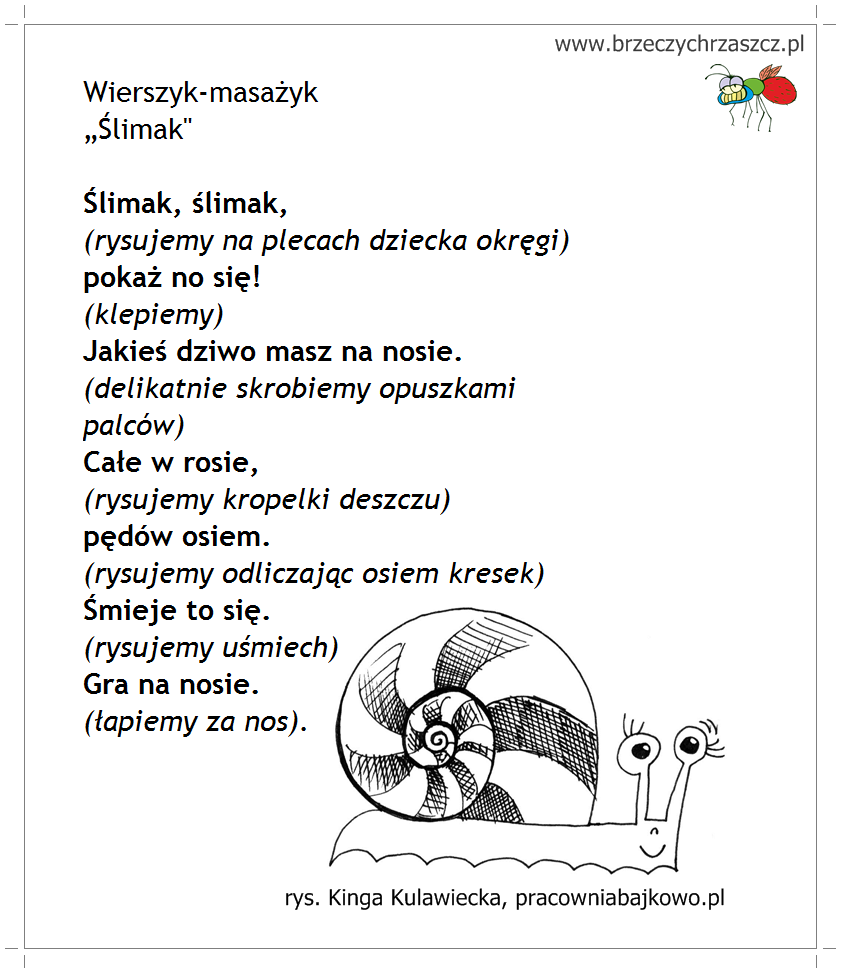 www.brzeczychrzaszcz.pl
Wierszyk-masażyk
„Ślimak"
Ślimak, ślimak,
(rysujemy na plecach dziecka okręgi)
pokaż no się!
(klepiemy)
Jakieś dziwo masz na nosie.
(delikatnie skrobiemy opuszkami
palców)
Całe w rosie,
(rysujemy kropelki deszczu)
pędów osiem.
(rysujemy odliczając osiem kresek)
Śmieje to się.
(rysujemy uśmiech)
Gra na nosie.
(łapiemy za nos).
rys. Kinga Kulawiecka, pracowniabajkowo.pl